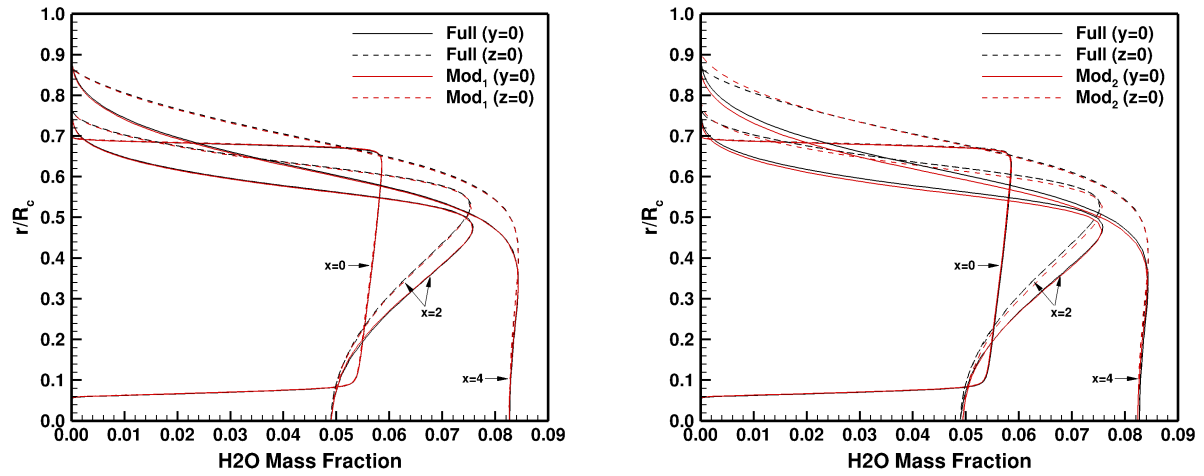 1.0
0.9
0.8
0.7
0.6
0.5
0.4
0.3
0.2
0.1
0.0
r/Rc
Full (y=0)
Full (z=0)
Mod1 (y=0)
Mod1 (z=0)
x=0
x=2
x=4
0.00 0.01 0.02 0.03 0.04 0.05 0.06 0.07 0.08 0.09
H2O Mass Fraction
1.0
0.9
0.8
0.7
0.6
0.5
0.4
0.3
0.2
0.1
0.0
r/Rc
Full (y=0)
Full (z=0)
Mod2 (y=0)
Mod2 (z=0)
x=0
x=2
x=4
0.00 0.01 0.02 0.03 0.04 0.05 0.06 0.07 0.08 0.09
H2O Mass Fraction